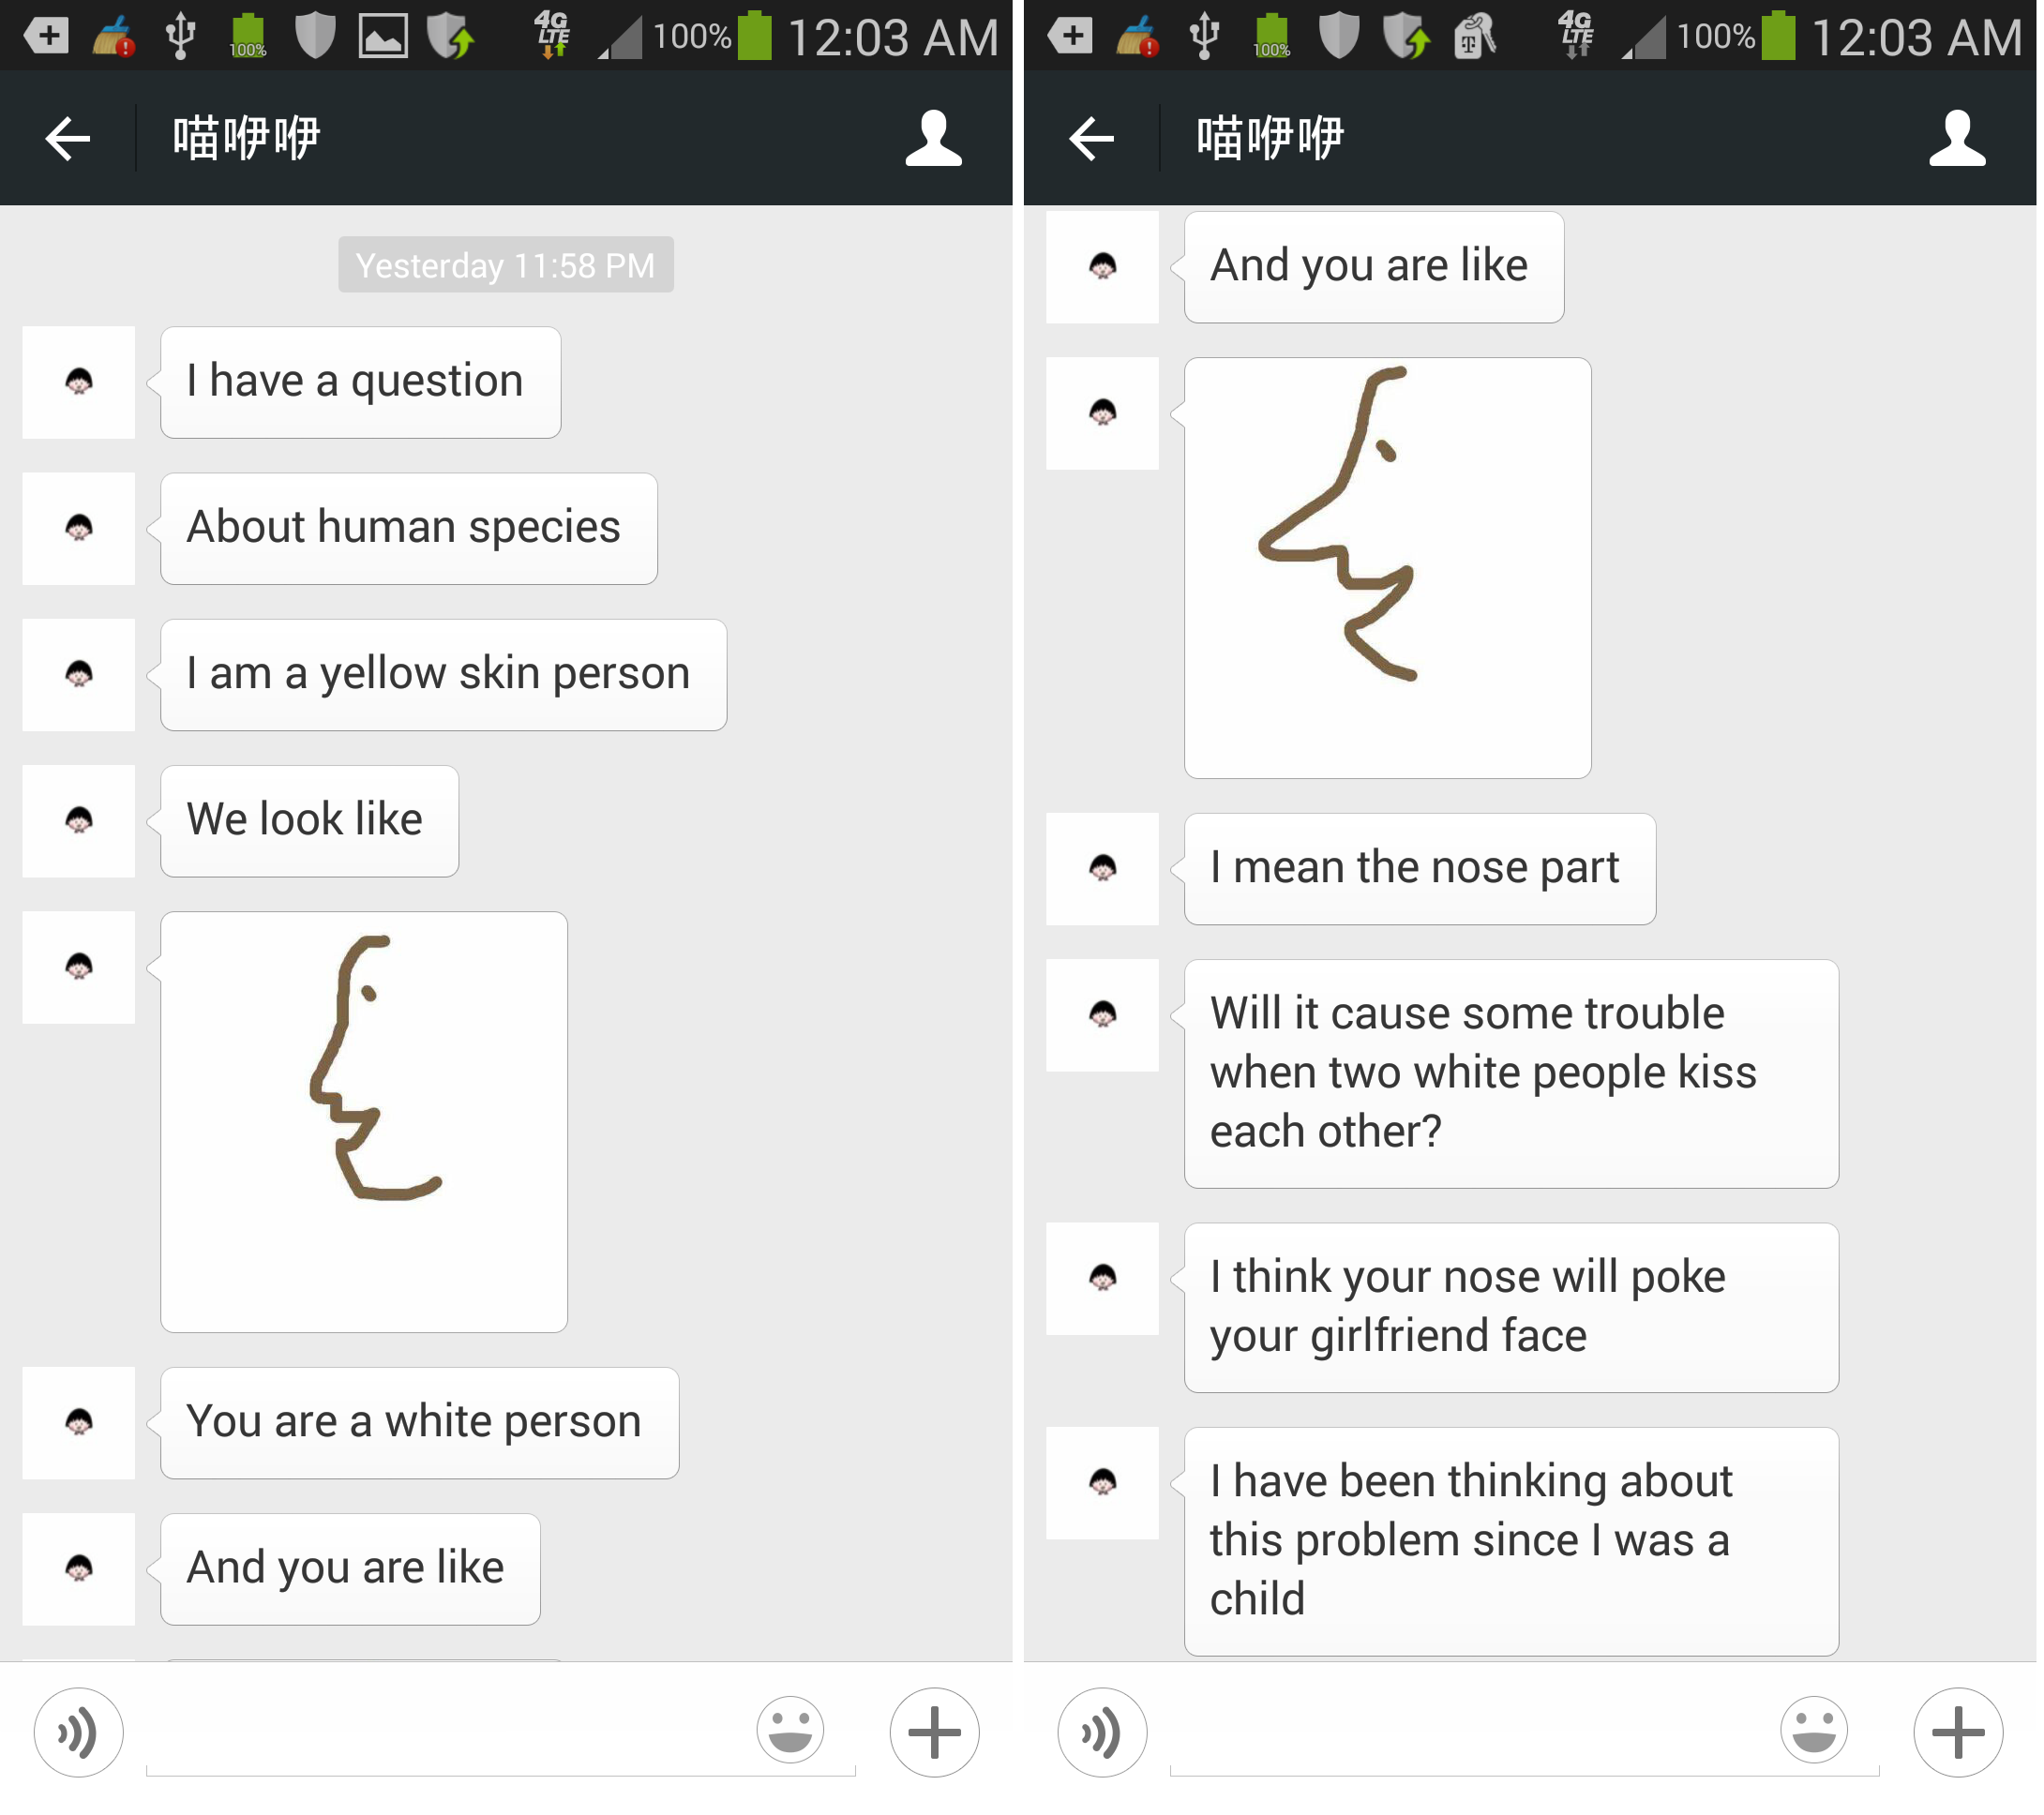 100%
4G
LTE
100%
12:03 AM
喵咿咿
Yesterday 11:58 PM
I have a question
About human species
I am a yellow skin person
We look like
You are a white person
And you are like
100%
T
4G
LTE
100%
12:03 AM
喵咿咿
And you are like
I mean the nose part
Will it cause some trouble
when two white people kiss
each other?
I think your nose will poke
your girlfriend face
I have been thinking about
this problem since I was a
child